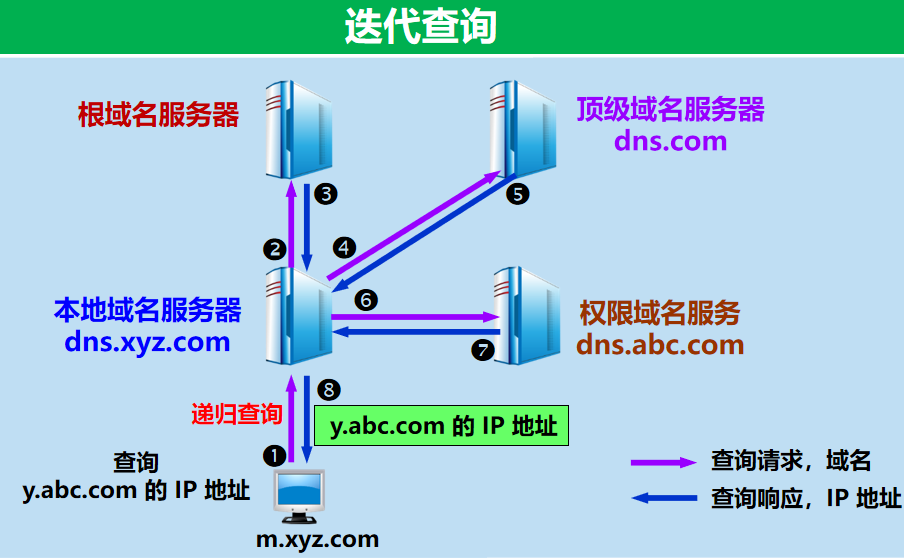 迭代查询
根域名服务器
顶级域名服务器
dns.com
❸
❺
❷
❹
❻
本地域名服务器
dns.xyz.com
权限域名服务
dns.abc.com
❼
❽
递归查询
y.abc.com 的 IP 地址
❶
查询
y.abc.com 的 IP 地址
查询请求，域名
查询响应，IP 地址
m.xyz.com